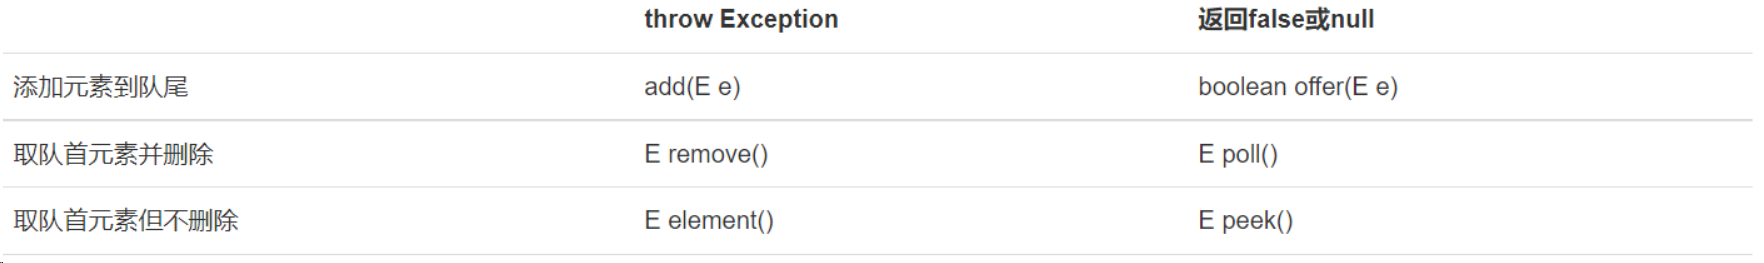 throw Exception 返回false或null
添加元素到队尾 add(E e) boolean offer(E e)
取队首元素并删除 E remove() E poll()
取队首元素但不删除 E element() E peek()